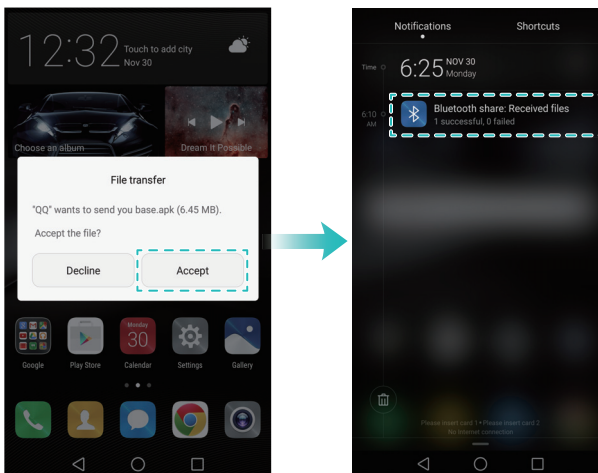 12:32
Touch to add city
Nov 30
Choose an album
Dream It Possible
File transfer
"QQ" wants to send you base.apk (6.45 MB).
Accept the file?
Decline
Accept
Monday
30
Google
Play Store
Calendar
Settings
Gallery
Notifications
Shortcuts
Time
6:25
NOV 30
Monday
6:10
AM
Bluetooth share: Received files
1 successful, 0 failed
Please insert card 1 • Please insert card 2
No internet connection